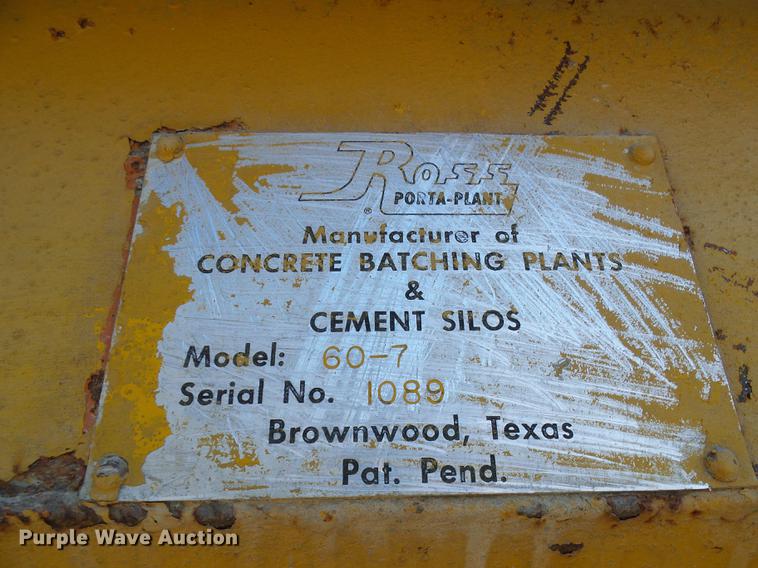 Ross
PORTA-PLANT
®
Manufacturer of
CONCRETE BATCHING PLANTS
&
CEMENT SILOS
Model: 60-7
Serial No. 1089
Brownwood, Texas
Pat. Pend.
Purple Wave Auction